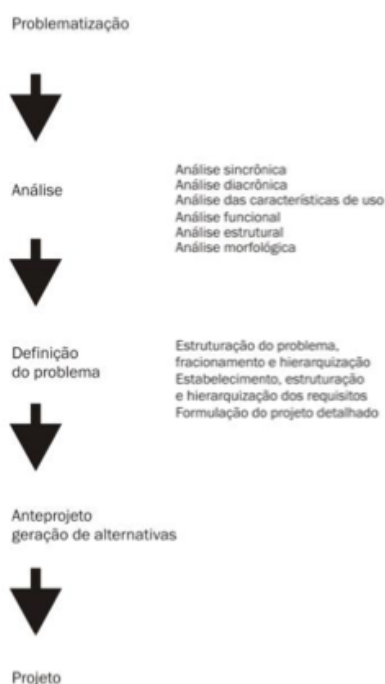 Problematização
Análise
Análise sincrônica
Análise diacrônica
Análise das características de uso
Análise funcional
Análise estrutural
Análise morfológica
Definição
do problema
Estruturação do problema,
fracionamento e hierarquização
Estabelecimento, estruturação
e hierarquização dos requisitos
Formulação do projeto detalhado
Anteprojeto
geração de alternativas
Projeto